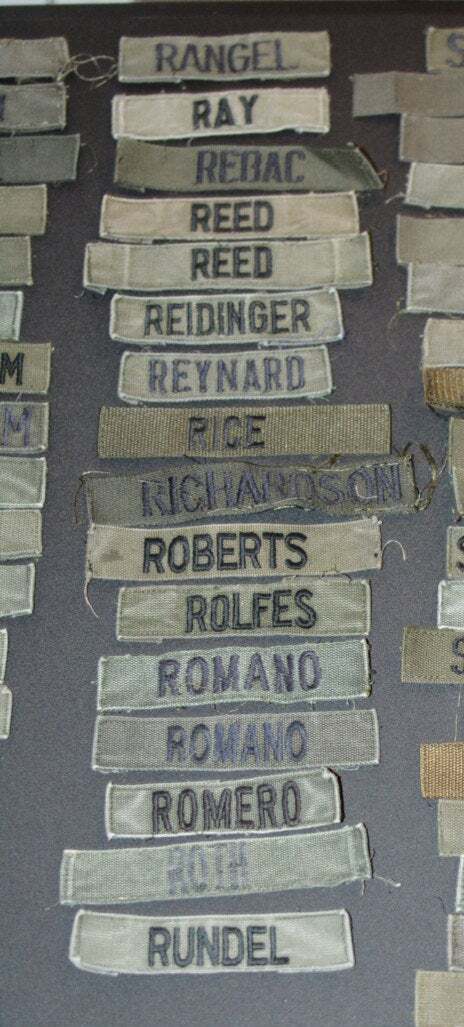 RANGEL
RAY
REBAC
REED
REED
REIDINGER
REYNARD
RICE
RICHARDSON
ROBERTS
ROLFES
ROMANO
ROMANO
ROMERO
ROTH
RUNDEL